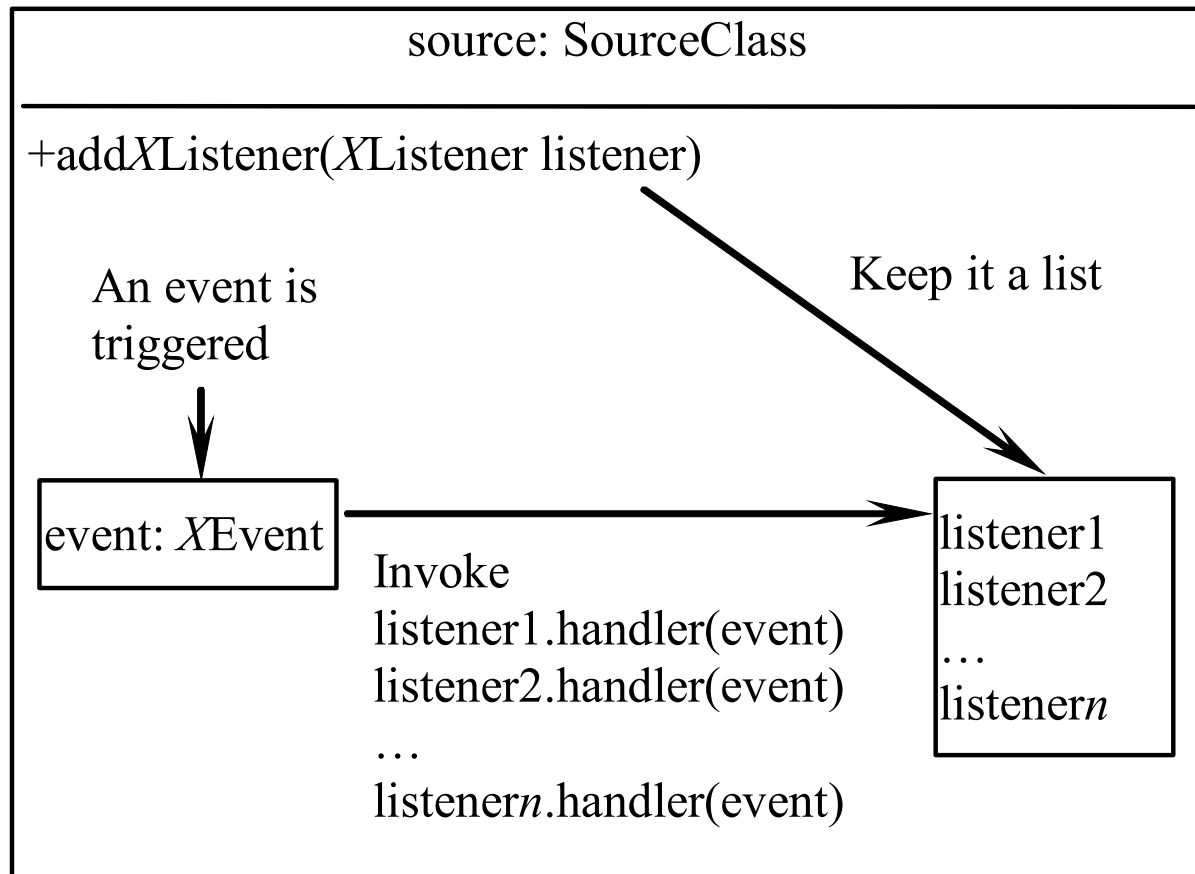 source: SourceClass
+addXListener(XListener listener)
An event is
triggered
Keep it a list
event: XEvent
Invoke
listener1.handler(event)
listener2.handler(event)
…
listenern.handler(event)
listener1
listener2
…
listenern